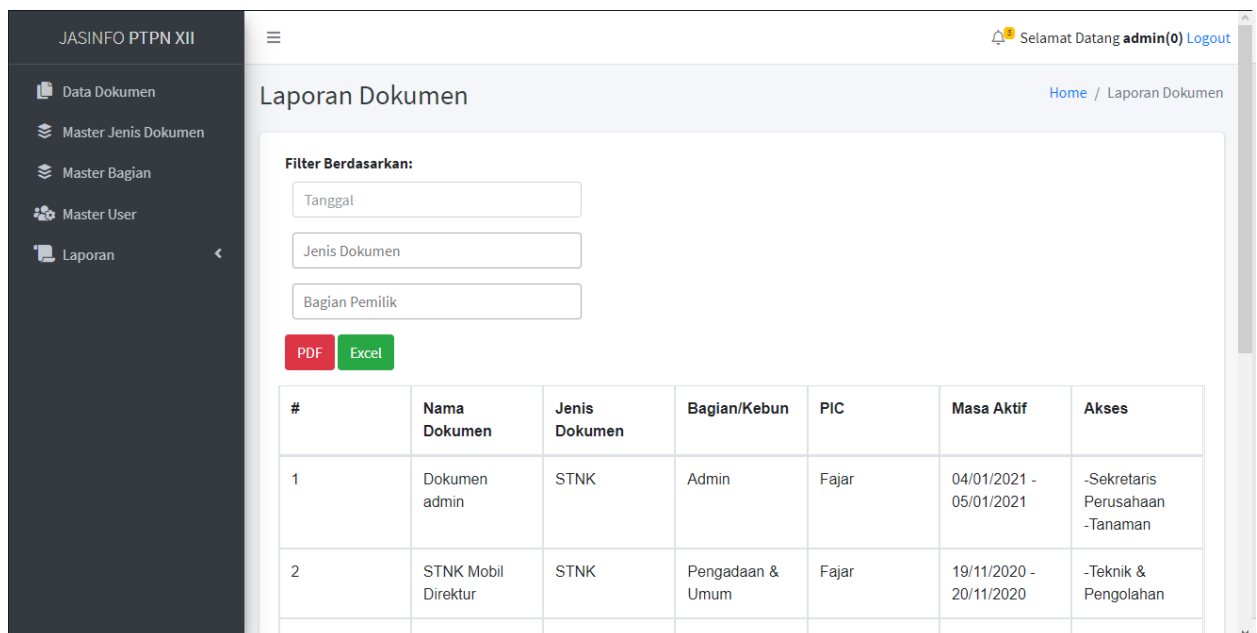 JASINFO PTPN XII
Selamat Datang admin(0) Logout
Data Dokumen
Master Jenis Dokumen
Master Bagian
Master User
Laporan
Laporan Dokumen
Home / Laporan Dokumen
Filter Berdasarkan:
Tanggal
Jenis Dokumen
Bagian Pemilik
PDF Excel
# Nama Dokumen Jenis Dokumen Bagian/Kebun PIC Masa Aktif Akses
1 Dokumen admin STNK Admin Fajar 04/01/2021 - 05/01/2021 -Sekretaris Perusahaan -Tanaman
2 STNK Mobil Direktur STNK Pengadaan & Umum Fajar 19/11/2020 - 20/11/2020 -Teknik & Pengolahan